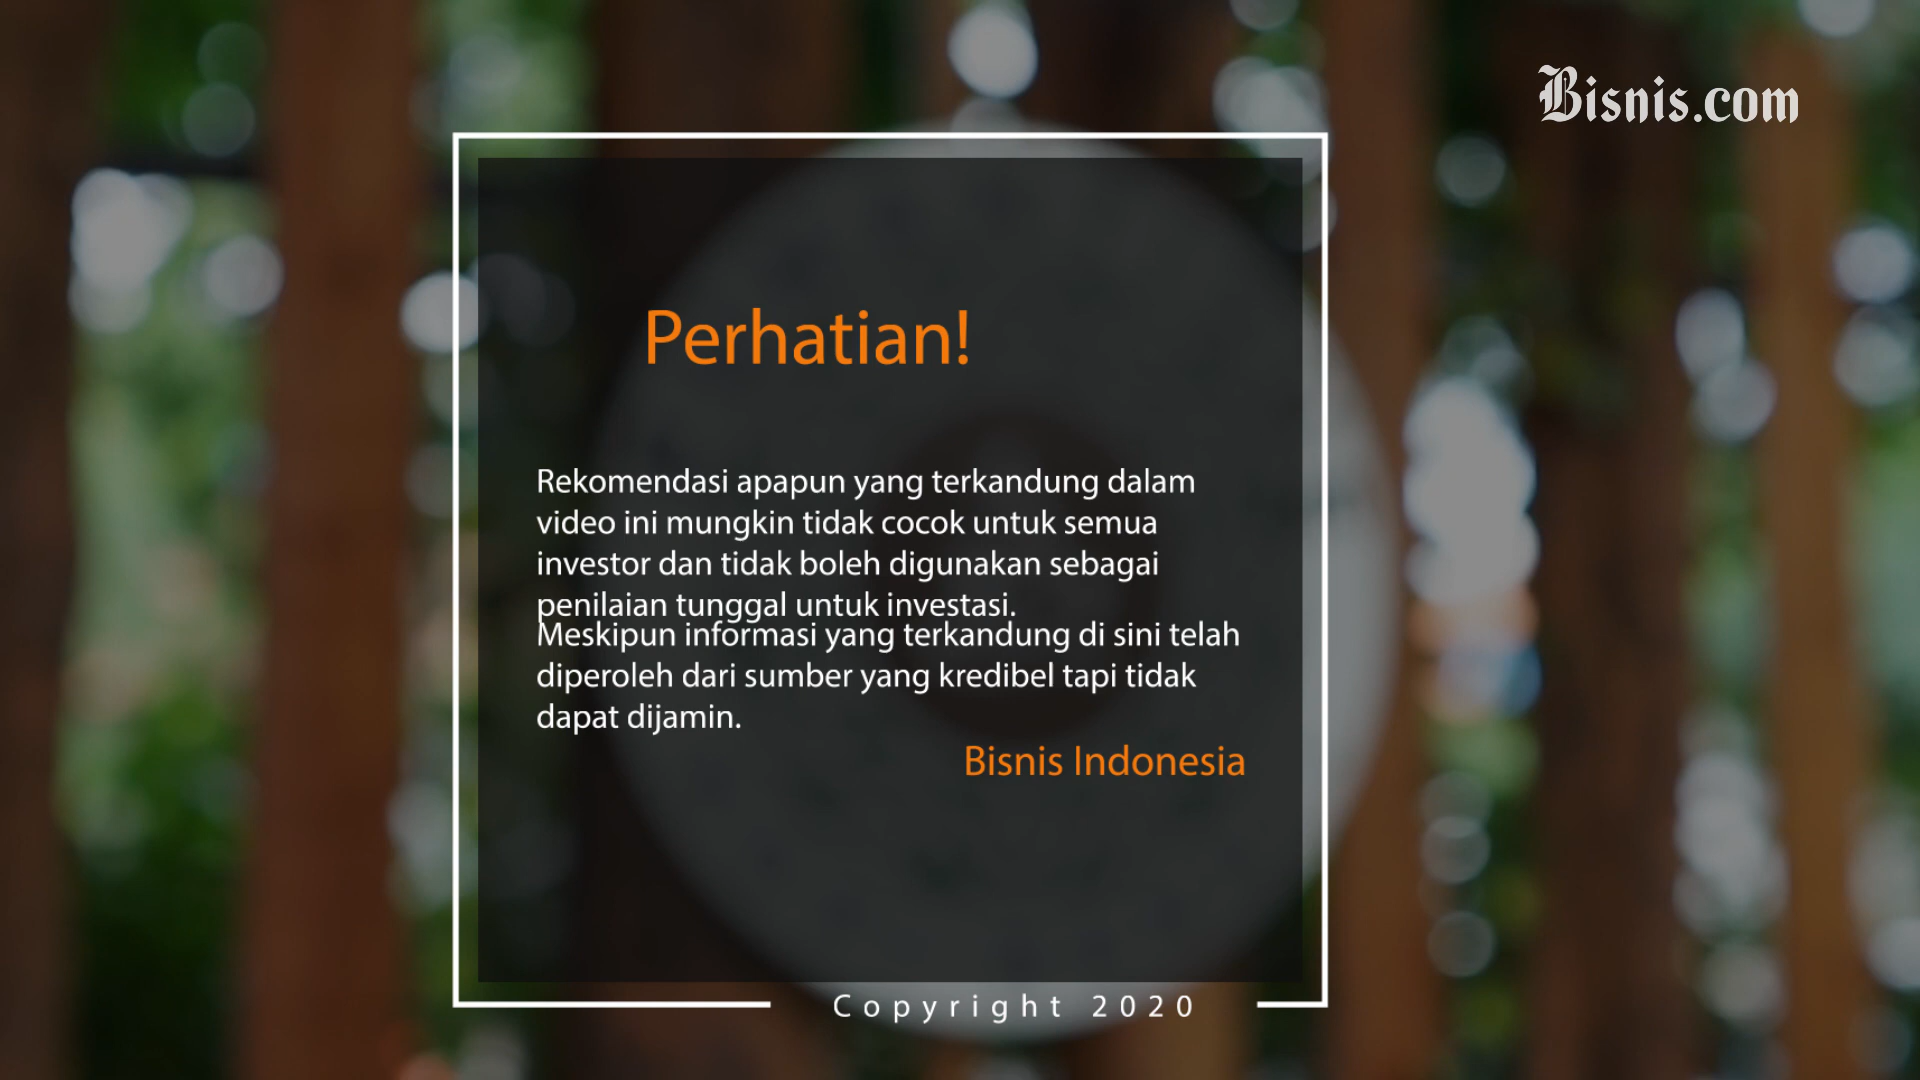 Bisnis.com
Perhatian!
Rekomendasi apapun yang terkandung dalam
video ini mungkin tidak cocok untuk semua
investor dan tidak boleh digunakan sebagai
penilaian tunggal untuk investasi.
Meskipun informasi yang terkandung di sini telah
diperoleh dari sumber yang kredibel tapi tidak
dapat dijamin.
Bisnis Indonesia
Copyright 2020